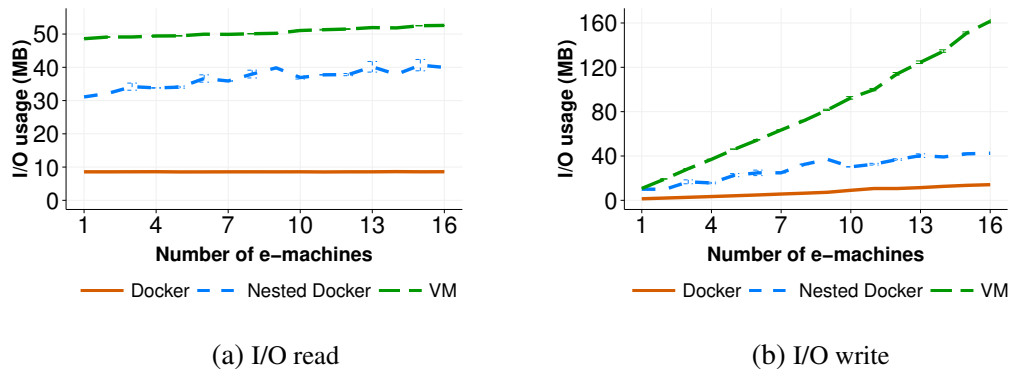 I/O usage (MB)
50
40
30
20
10
0
1 4 7 10 13 16
Number of e−machines
Docker Nested Docker VM
(a) I/O read
I/O usage (MB)
160
120
80
40
0
1 4 7 10 13 16
Number of e−machines
Docker Nested Docker VM
(b) I/O write